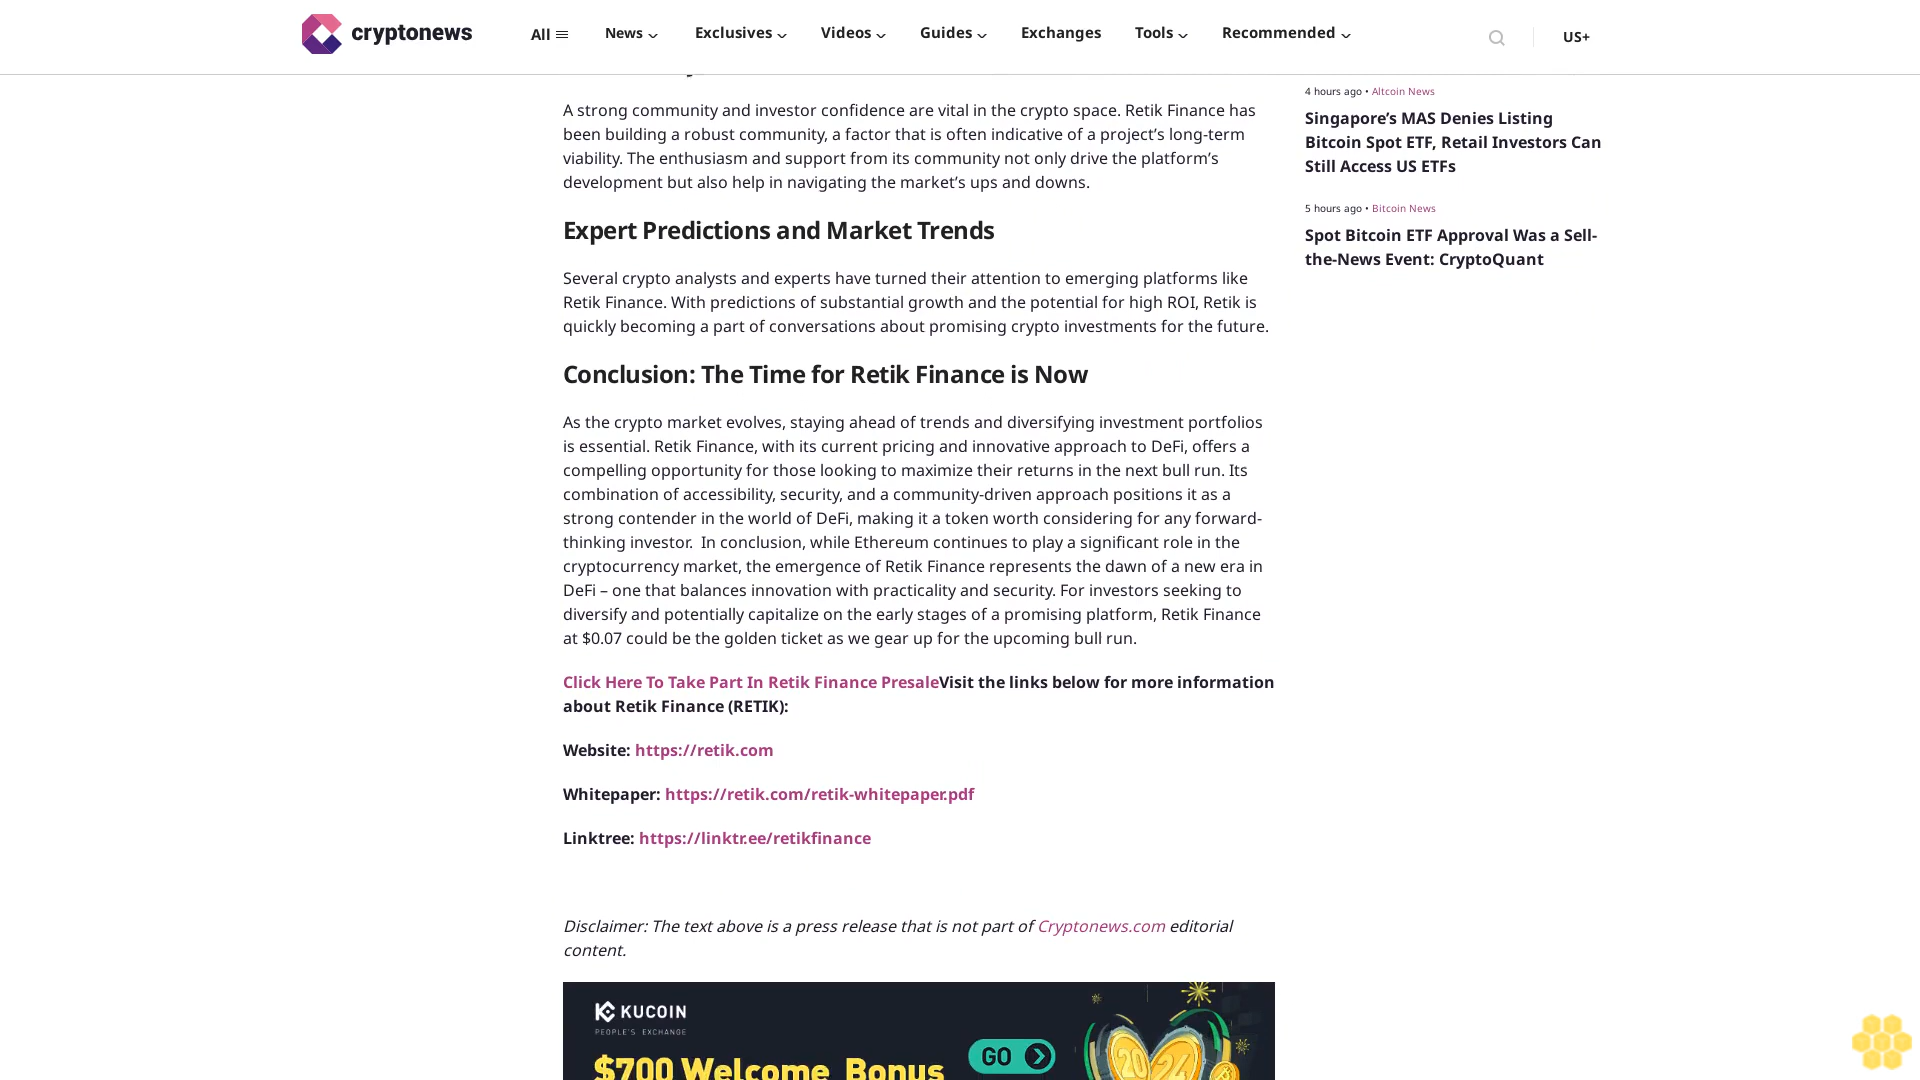 cryptonews
All
News
Exclusives
Videos
Guides
Exchanges
Tools
Recommended
US+
A strong community and investor confidence are vital in the crypto space. Retik Finance has
been building a robust community, a factor that is often indicative of a project’s long-term
viability. The enthusiasm and support from its community not only drive the platform’s
development but also help in navigating the market’s ups and downs.
Expert Predictions and Market Trends
Several crypto analysts and experts have turned their attention to emerging platforms like
Retik Finance. With predictions of substantial growth and the potential for high ROI, Retik is
quickly becoming a part of conversations about promising crypto investments for the future.
Conclusion: The Time for Retik Finance is Now
As the crypto market evolves, staying ahead of trends and diversifying investment portfolios
is essential. Retik Finance, with its current pricing and innovative approach to DeFi, offers a
compelling opportunity for those looking to maximize their returns in the next bull run. Its
combination of accessibility, security, and a community-driven approach positions it as a
strong contender in the world of DeFi, making it a token worth considering for any forward-
thinking investor.  In conclusion, while Ethereum continues to play a significant role in the
cryptocurrency market, the emergence of Retik Finance represents the dawn of a new era in
DeFi – one that balances innovation with practicality and security. For investors seeking to
diversify and potentially capitalize on the early stages of a promising platform, Retik Finance
at $0.07 could be the golden ticket as we gear up for the upcoming bull run.
Click Here To Take Part In Retik Finance PresaleVisit the links below for more information
about Retik Finance (RETIK):
Website: https://retik.com
Whitepaper: https://retik.com/retik-whitepaper.pdf
Linktree: https://linktr.ee/retikfinance
Disclaimer: The text above is a press release that is not part of Cryptonews.com editorial
content.
KUCOIN
PEOPLE'S EXCHANGE
$700 Welcome Bonus
GO
20 24
4 hours ago • Altcoin News
Singapore’s MAS Denies Listing
Bitcoin Spot ETF, Retail Investors Can
Still Access US ETFs
5 hours ago • Bitcoin News
Spot Bitcoin ETF Approval Was a Sell-
the-News Event: CryptoQuant